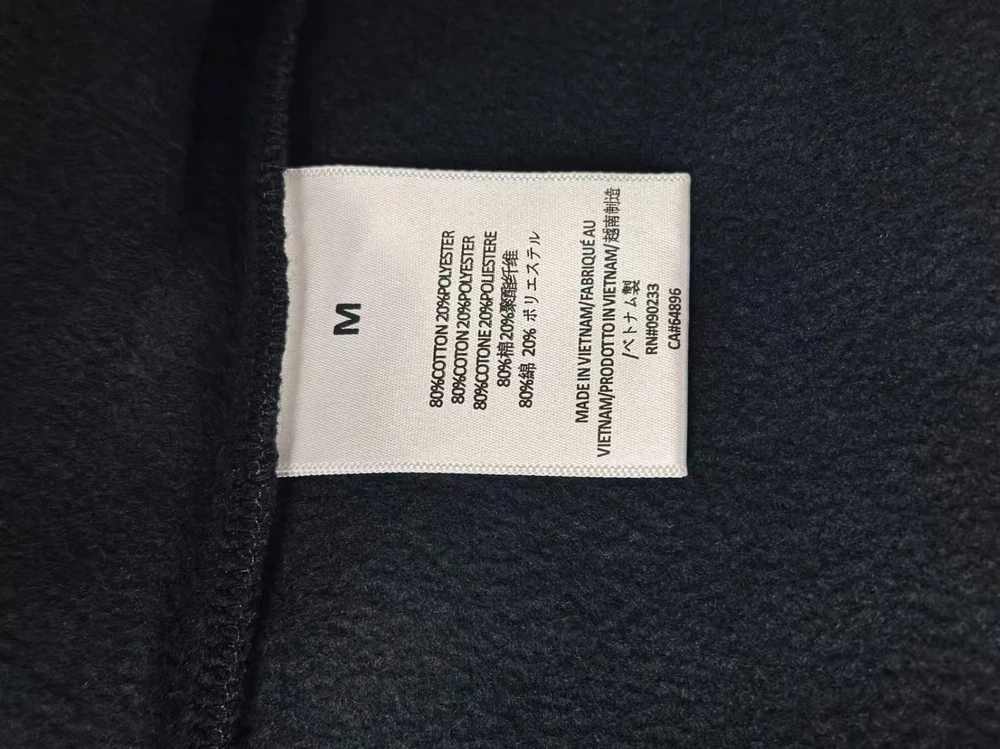 M
80%COTTON 20%POLYESTER
80%COTON 20%POLYESTER
80%COTONE 20%POLIESTERE
80%棉20%聚酯纤维
80%綿 20% ポリエステル
MADE IN VIETNAM/FABRIQUÉ AU
VIETNAM/PRODOTTO IN VIETNAM/越南制造
/ベトナム製
RN#090233
CA#64896